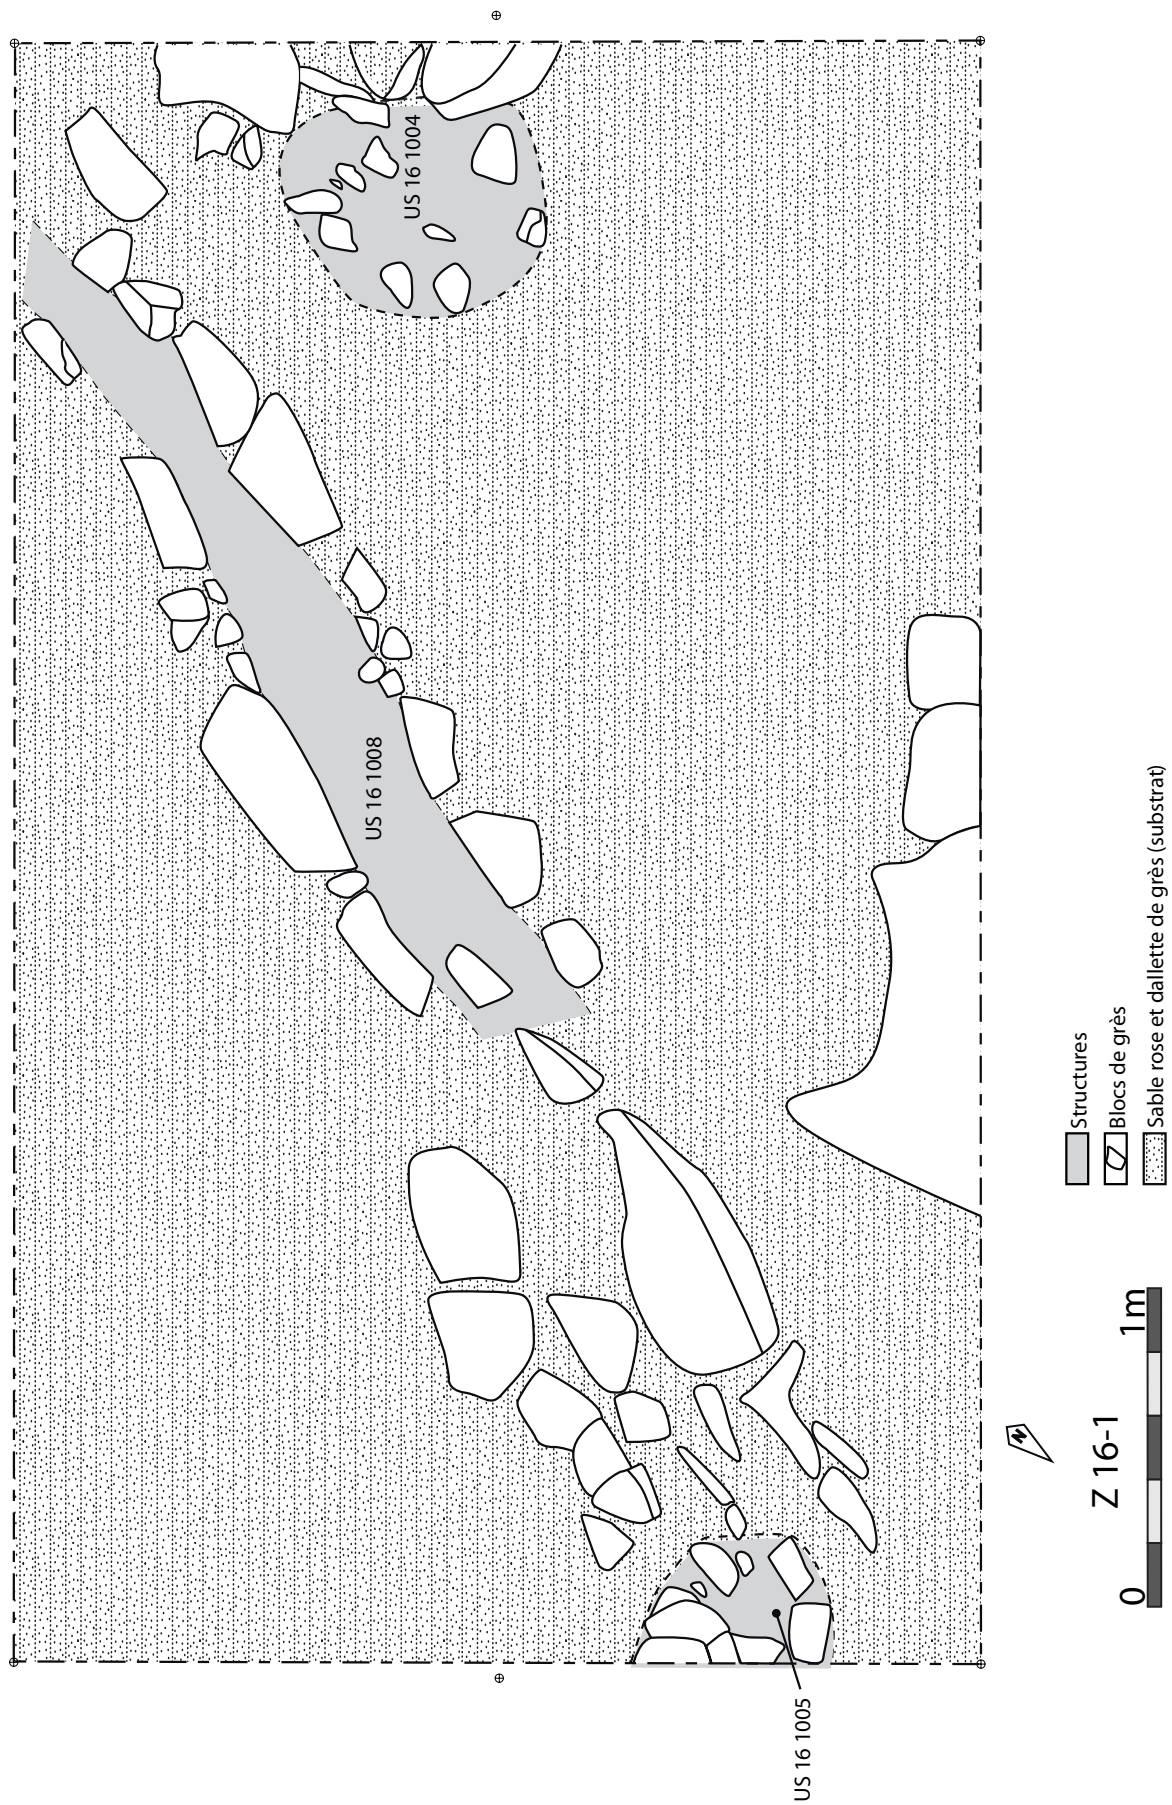 US 16 1004
US 16 1008
US 16 1005
Z 16-1
0
1m
N
Structures
Blocs de grès
Sable rose et dallette de grès (substrat)